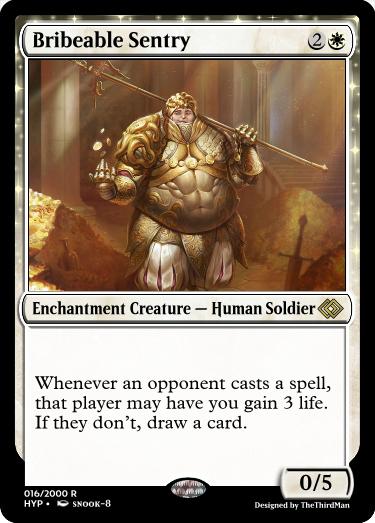 Bribeable Sentry 2
Enchantment Creature — Human Soldier
Whenever an opponent casts a spell,
that player may have you gain 3 life.
If they don't, draw a card.
0/5
016/2000 R
HYP • SNOOK-8
Designed by TheThirdMan